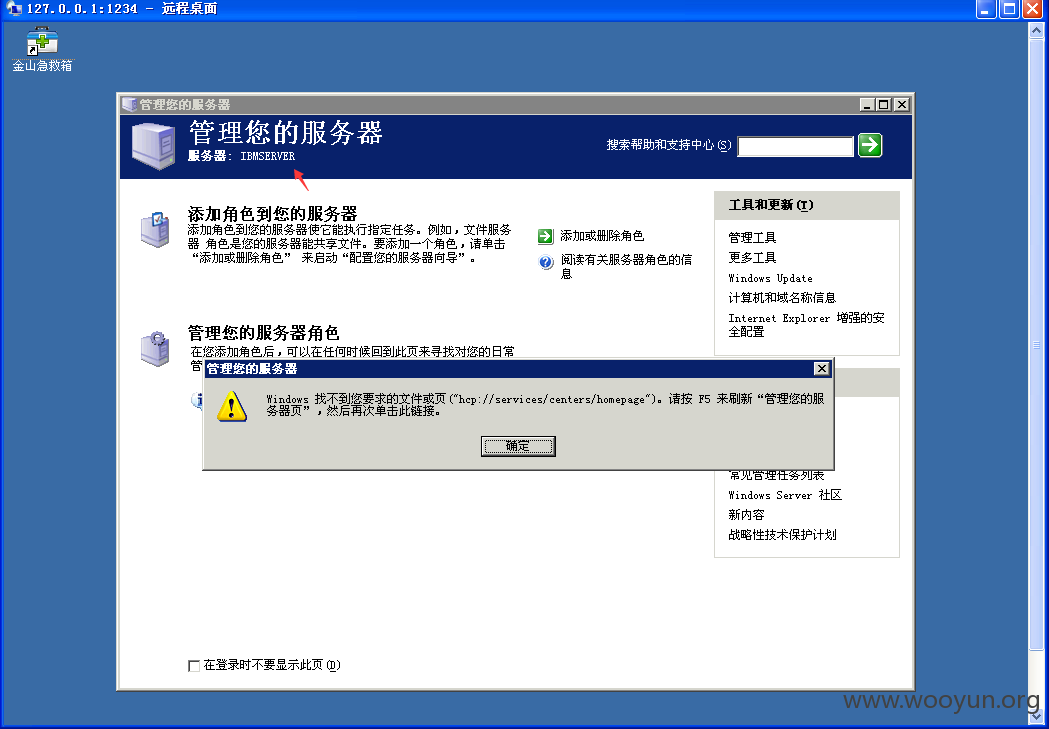 127.0.0.1:1234 - 远程桌面
金山急救箱
管理您的服务器
管理您的服务器
服务器: IBMSERVER
搜索帮助和支持中心(S)
添加角色到您的服务器
添加角色到您的服务器使它能执行指定任务。例如，文件服务
器 角色是您的服务器能共享文件。要添加一个角色，请单击
“添加或删除角色” 来启动“配置您的服务器向导”。
添加或删除角色
阅读有关服务器角色的信
息
工具和更新(T)
管理工具
更多工具
Windows Update
计算机和域名称信息
Internet Explorer 增强的安
全配置
管理您的服务器角色
在您添加角色后，可以在任何时候回到此页来寻找对您的日常
管
管理您的服务器
Windows 找不到您要求的文件或页("hcp://services/centers/homepage")。请按 F5 来刷新“管理您的服
务器页”，然后再次单击此链接。
确定
常见管理任务列表
Windows Server 社区
新内容
战略性技术保护计划
在登录时不要显示此页(D)
www.wooyun.org